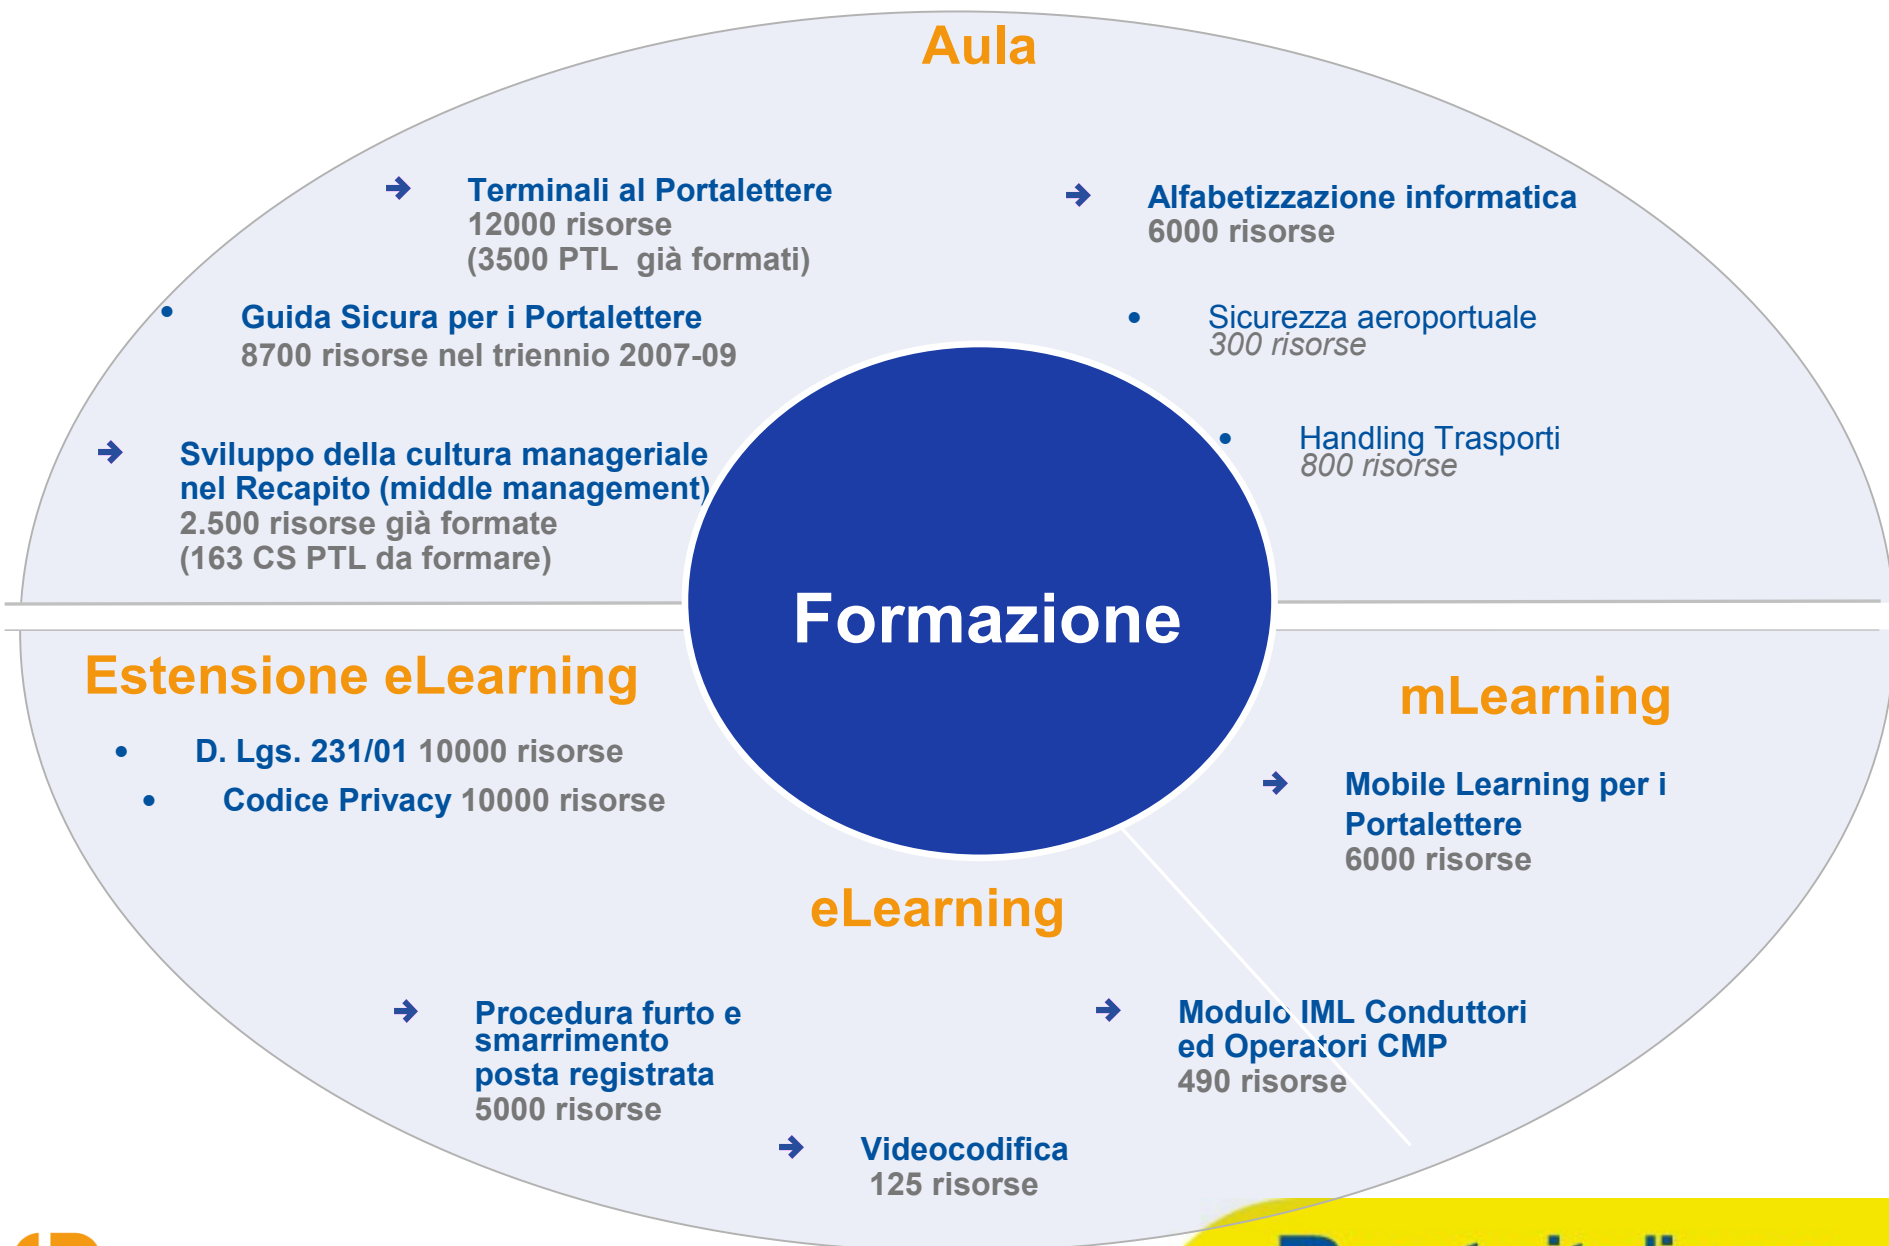 Aula
Terminali al Portalettere
12000 risorse
(3500 PTL già formati)
Alfabetizzazione informatica
6000 risorse
• Guida Sicura per i Portalettere
8700 risorse nel triennio 2007-09
• Sicurezza aeroportuale
300 risorse
• Handling Trasporti
800 risorse
Sviluppo della cultura manageriale
nel Recapito (middle management)
2.500 risorse già formate
(163 CS PTL da formare)
Formazione
Estensione eLearning
• D. Lgs. 231/01 10000 risorse
• Codice Privacy 10000 risorse
mLearning
Mobile Learning per i
Portalettere
6000 risorse
eLearning
Procedura furto e
smarrimento
posta registrata
5000 risorse
Modulo IML Conduttori
ed Operatori CMP
490 risorse
Videocodifica
125 risorse